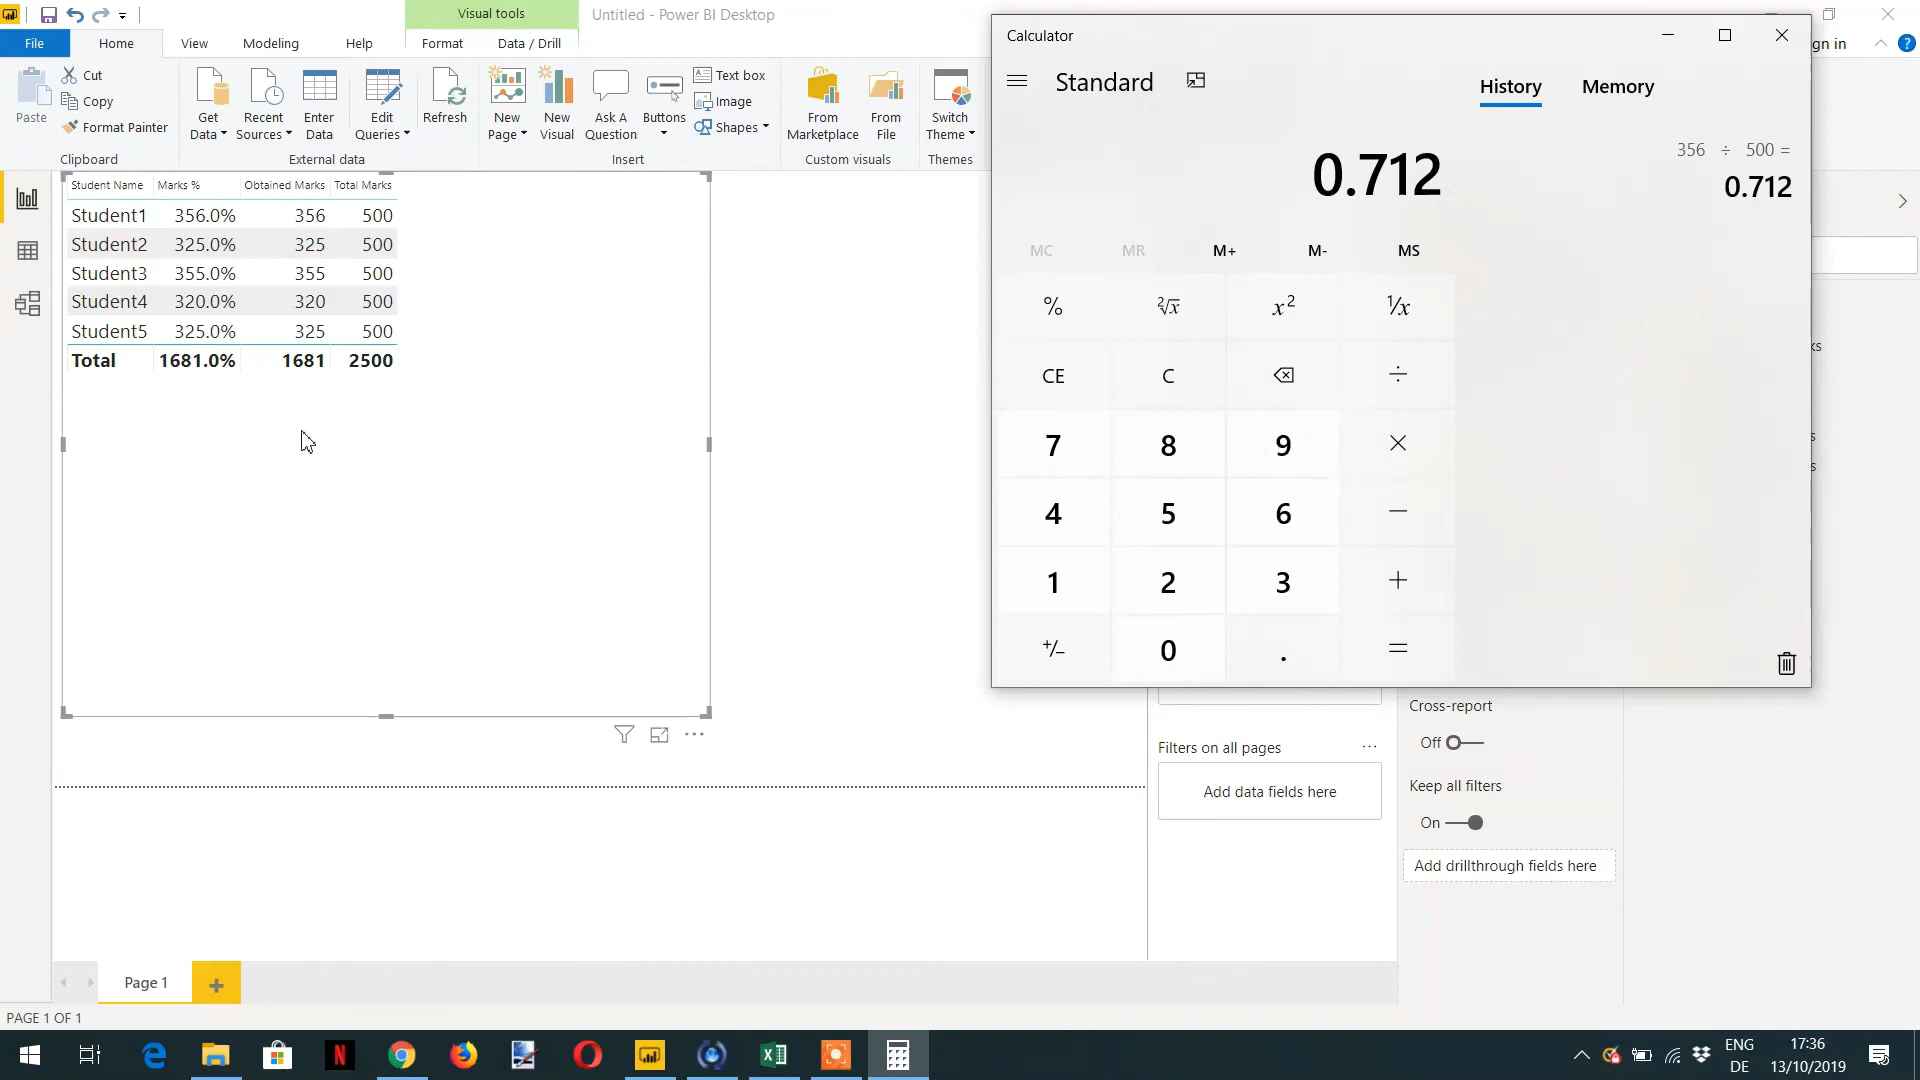 Visual tools
Untitled - Power BI Desktop
File Home View Modeling Help Format Data / Drill
Paste
Cut
Copy
Format Painter
Clipboard
Get Data
Recent Sources
Enter Data
Edit Queries
Refresh
External data
New Page
New Visual
Ask A Question
Buttons
Text box
Image
Shapes
Insert
From Marketplace
From File
Custom visuals
Switch Theme
Themes
gn in
?
Student Name Marks % Obtained Marks Total Marks
Student1 356.0% 356 500
Student2 325.0% 325 500
Student3 355.0% 355 500
Student4 320.0% 320 500
Student5 325.0% 325 500
Total 1681.0% 1681 2500
Calculator
Standard
History Memory
356 ÷ 500 =
0.712
0.712
MC MR M+ M- MS
% ²√x x² ¹/x
CE C ÷
7 8 9 ×
4 5 6 −
1 2 3 +
+/− 0 . =
ks
s
s
Filters on all pages
Add data fields here
Cross-report
Off
Keep all filters
On
Add drillthrough fields here
Page 1
PAGE 1 OF 1
ENG
DE
17:36
13/10/2019